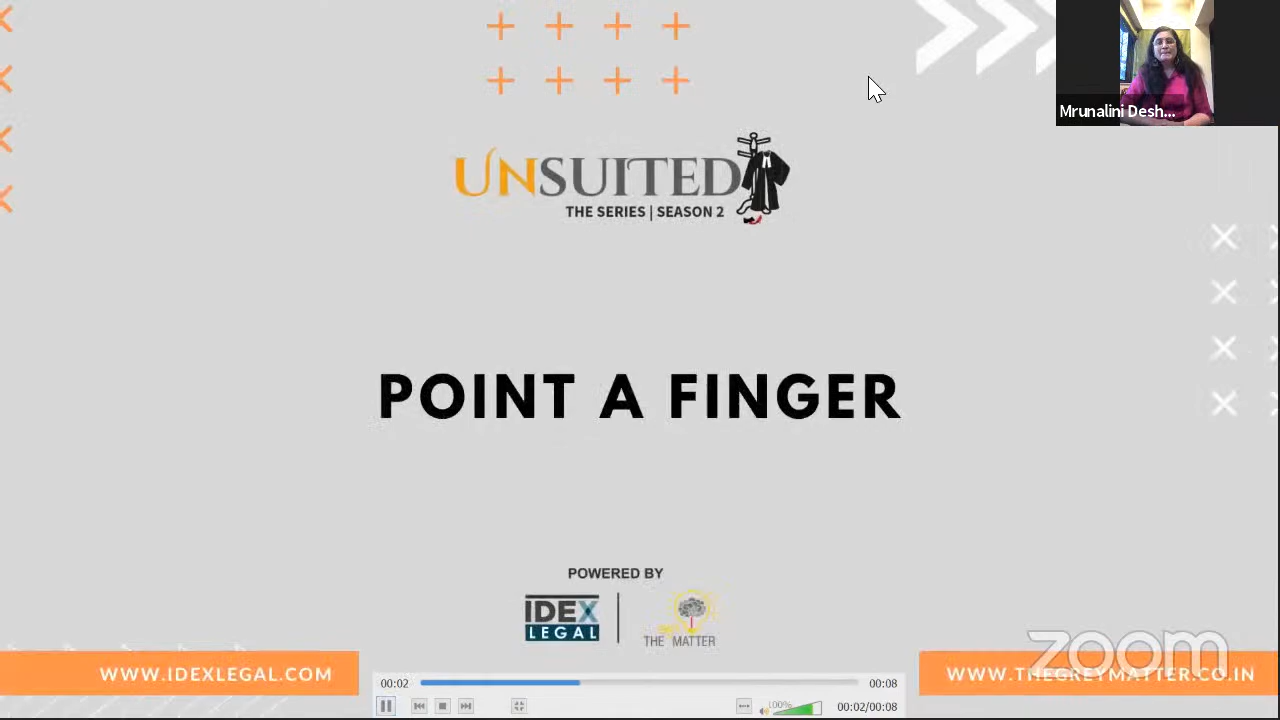 Mrunalini Desh...
UNSUITED
THE SERIES | SEASON 2
POINT A FINGER
POWERED BY
IDEX
LEGAL
THE MATTER
zoom
WWW.IDEXLEGAL.COM
WWW.THEGREYMATTER.CO.IN
00:02
00:08
100%
00:02/00:08